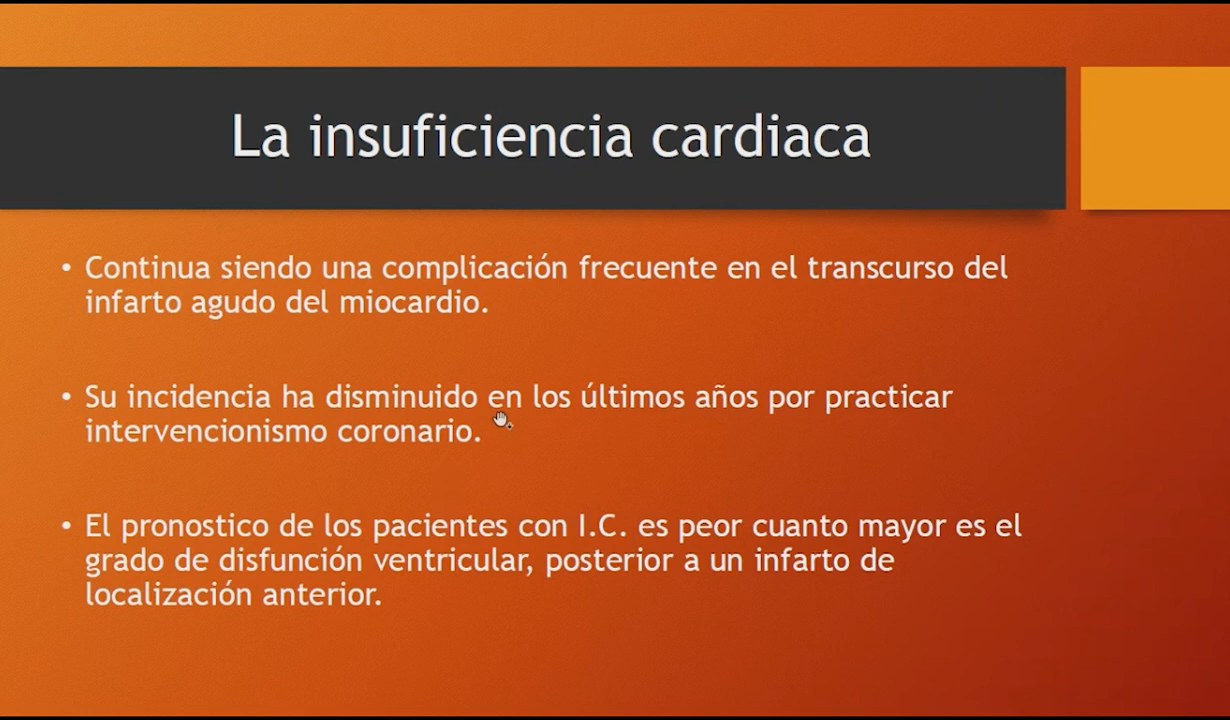 La insuficiencia cardiaca
• Continua siendo una complicación frecuente en el transcurso del
infarto agudo del miocardio.
• Su incidencia ha disminuido en los últimos años por practicar
intervencionismo coronario.
• El pronostico de los pacientes con I.C. es peor cuanto mayor es el
grado de disfunción ventricular, posterior a un infarto de
localización anterior.